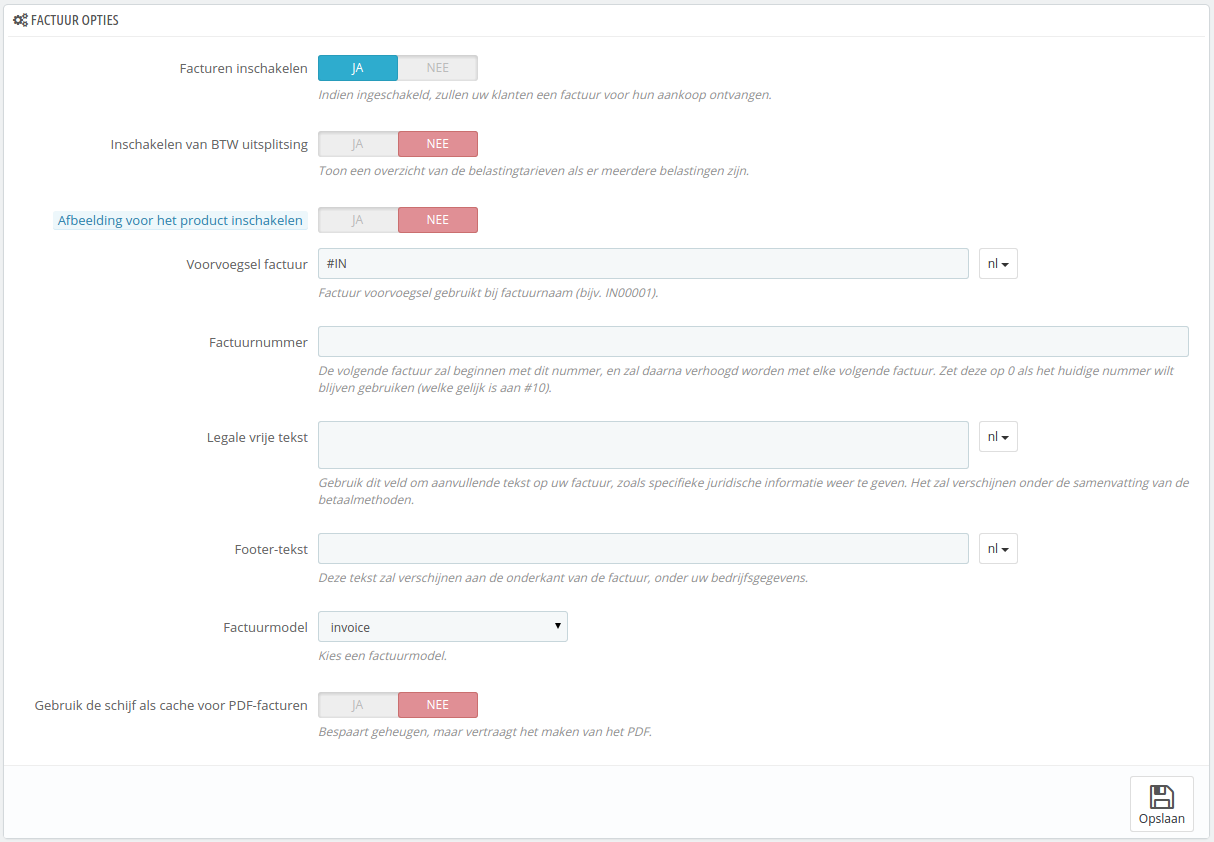 FACTUUR OPTIES
Facturen inschakelen JA NEE
Indien ingeschakeld, zullen uw klanten een factuur voor hun aankoop ontvangen.
Inschakelen van BTW uitsplitsing JA NEE
Toon een overzicht van de belastingtarieven als er meerdere belastingen zijn.
Afbeelding voor het product inschakelen JA NEE
Voorvoegsel factuur #IN nl
Factuur voorvoegsel gebruikt bij factuurnaam (bijv. IN00001).
Factuurnummer
De volgende factuur zal beginnen met dit nummer, en zal daarna verhoogd worden met elke volgende factuur. Zet deze op 0 als het huidige nummer wilt
blijven gebruiken (welke gelijk is aan #10).
Legale vrije tekst nl
Gebruik dit veld om aanvullende tekst op uw factuur, zoals specifieke juridische informatie weer te geven. Het zal verschijnen onder de samenvatting van de
betaalmethoden.
Footer-tekst nl
Deze tekst zal verschijnen aan de onderkant van de factuur, onder uw bedrijfsgegevens.
Factuurmodel invoice
Kies een factuurmodel.
Gebruik de schijf als cache voor PDF-facturen JA NEE
Bespaart geheugen, maar vertraagt het maken van het PDF.
Opslaan